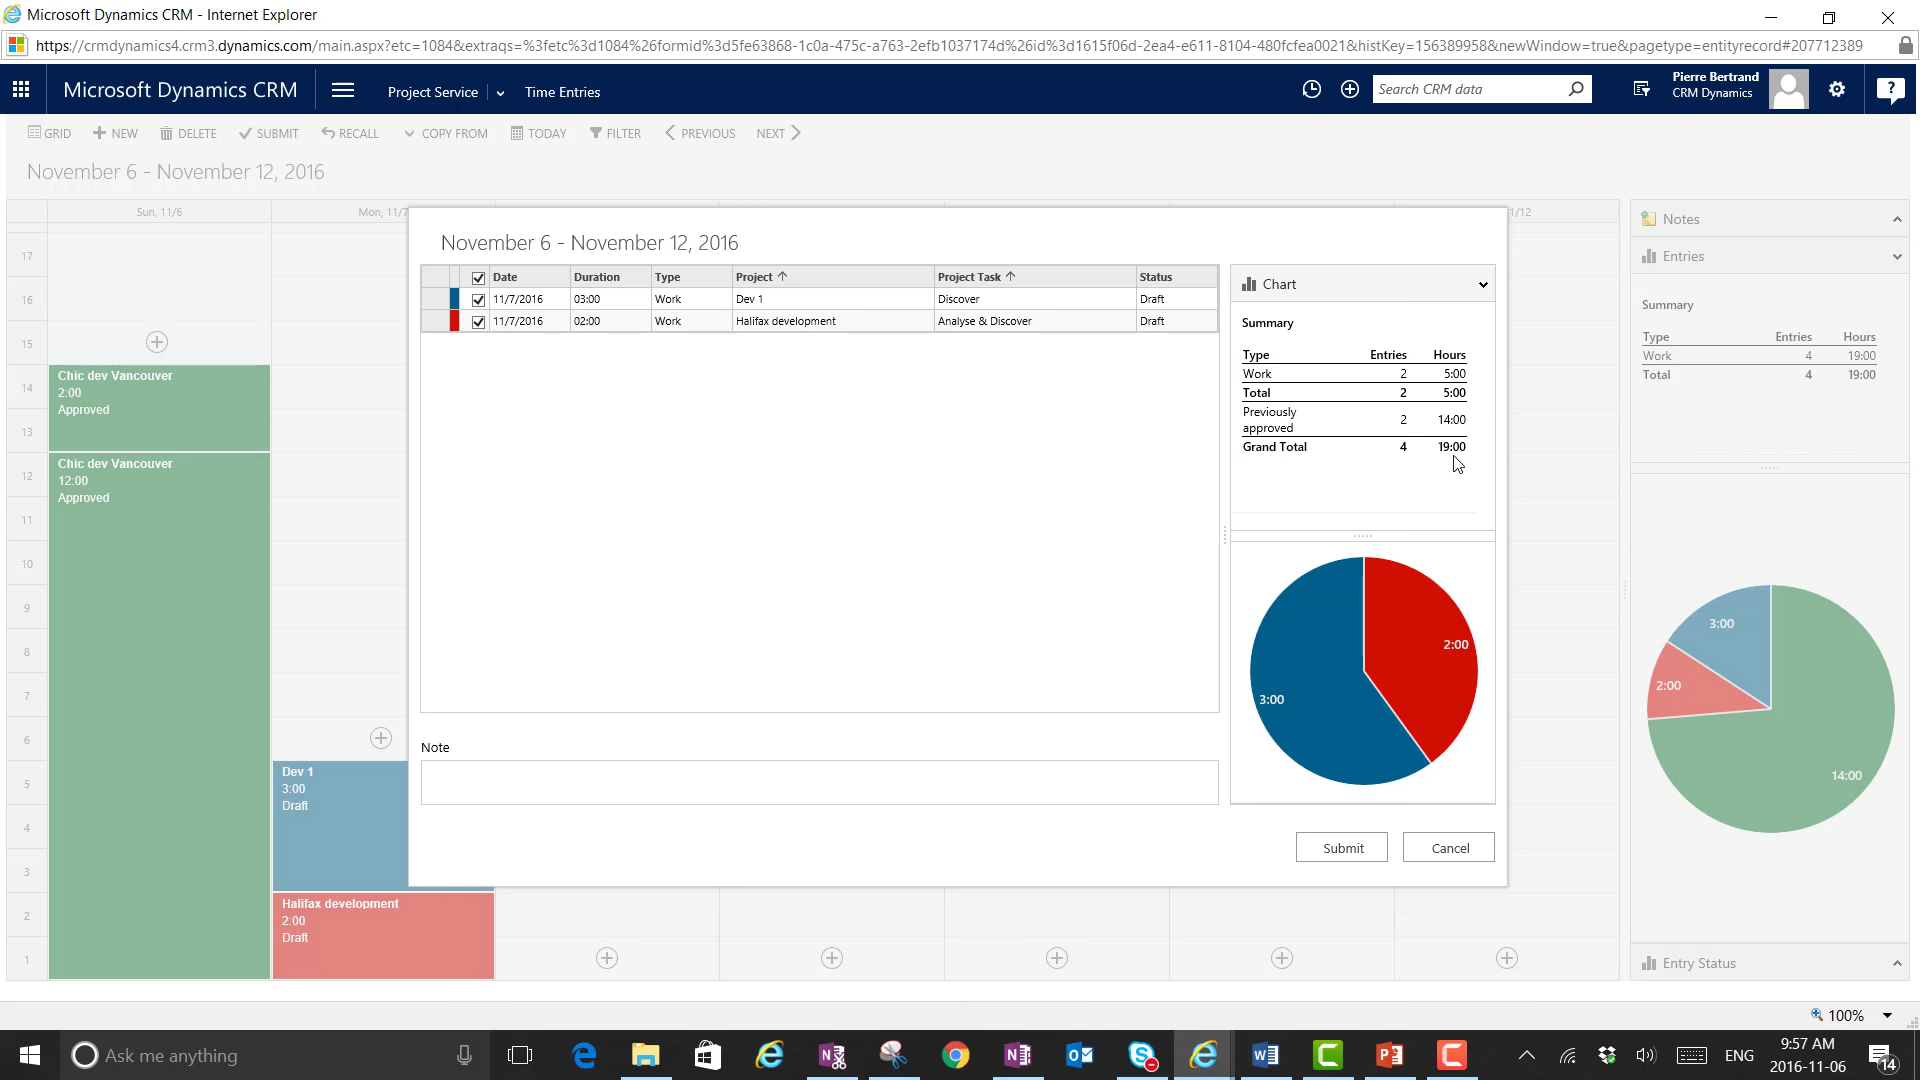 Microsoft Dynamics CRM - Internet Explorer
https://crmdynamics4.crm3.dynamics.com/main.aspx?etc=1084&extraqs=%3fetc%3d1084%26formid%3d5fe63868-1c0a-475c-a763-2efb1037174d%26id%3d1615f06d-2ea4-e611-8104-480fcfea0021&histKey=156389958&newWindow=true&pagetype=entityrecord#207712389
Microsoft Dynamics CRM Project Service Time Entries Search CRM data Pierre Bertrand
CRM Dynamics
GRID NEW DELETE SUBMIT RECALL COPY FROM TODAY FILTER PREVIOUS NEXT
November 6 - November 12, 2016
Sun, 11/6 Mon, 11/7 1/12
17
16
15
14
13
12
11
10
9
8
7
6
5
4
3
2
1
Chic dev Vancouver
2:00
Approved
Chic dev Vancouver
12:00
Approved
Dev 1
3:00
Draft
Halifax development
2:00
Draft
November 6 - November 12, 2016
Date Duration Type Project Project Task Status
11/7/2016 03:00 Work Dev 1 Discover Draft
11/7/2016 02:00 Work Halifax development Analyse & Discover Draft
Note
Chart
Summary
Type Entries Hours
Work 2 5:00
Total 2 5:00
Previously
approved 2 14:00
Grand Total 4 19:00
2:00
3:00
Submit Cancel
Notes
Entries
Summary
Type Entries Hours
Work 4 19:00
Total 4 19:00
3:00
2:00
14:00
Entry Status
100%
Ask me anything
ENG
9:57 AM
2016-11-06
14